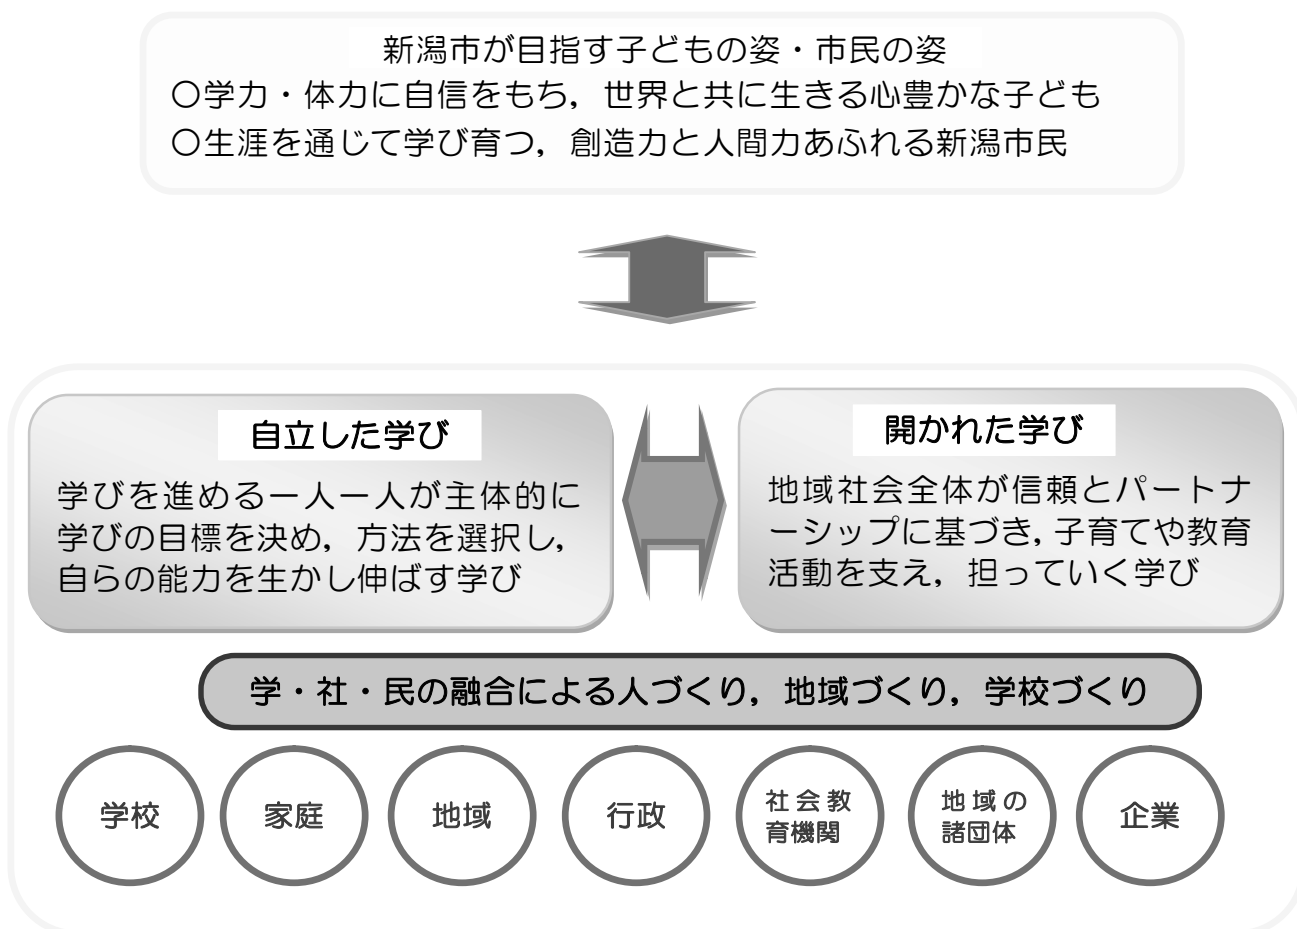 新潟市が目指す子どもの姿・市民の姿
○学力・体力に自信をもち，世界と共に生きる心豊かな子ども
○生涯を通じて学び育つ，創造力と人間力あふれる新潟市民
自立した学び
学びを進める一人一人が主体的に
学びの目標を決め，方法を選択し，
自らの能力を生かし伸ばす学び
開かれた学び
地域社会全体が信頼とパートナ
ーシップに基づき，子育てや教育
活動を支え，担っていく学び
学・社・民の融合による人づくり，地域づくり，学校づくり
学校
家庭
地域
行政
社会教
育機関
地域の
諸団体
企業